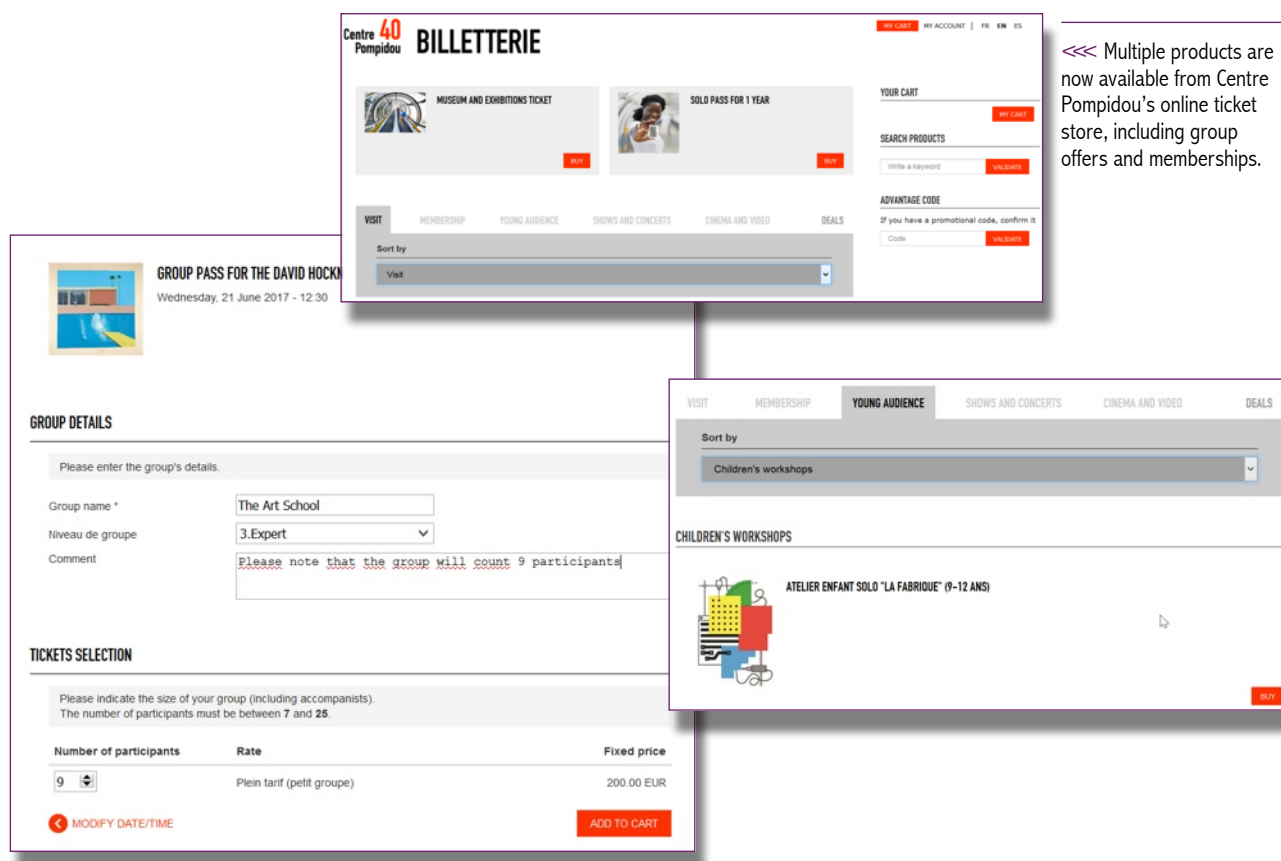 Centre 40
Pompidou
BILLETTERIE
MY CART MY ACCOUNT | FR EN ES
MUSEUM AND EXHIBITIONS TICKET
BUY
SOLO PASS FOR 1 YEAR
BUY
YOUR CART
MY CART
SEARCH PRODUCTS
Write a keyword VALIDATE
ADVANTAGE CODE
If you have a promotional code, confirm it
Code VALIDATE
VISIT MEMBERSHIP YOUNG AUDIENCE SHOWS AND CONCERTS CINEMA AND VIDEO DEALS
Sort by
Visit
<<< Multiple products are
now available from Centre
Pompidou's online ticket
store, including group
offers and memberships.
GROUP PASS FOR THE DAVID
Wednesday, 21 June 2017 - 12:30
GROUP DETAILS
Please enter the group's details.
Group name * The Art School
Niveau de groupe 3.Expert
Comment Please note that the group will count 9 participants
TICKETS SELECTION
Please indicate the size of your group (including accompanists).
The number of participants must be between 7 and 25.
Number of participants Rate Fixed price
9 Plein tarif (petit groupe) 200.00 EUR
MODIFY DATE/TIME ADD TO CART
VISIT MEMBERSHIP YOUNG AUDIENCE SHOWS AND CONCERTS CINEMA AND VIDEO DEALS
Sort by
Children's workshops
CHILDREN'S WORKSHOPS
ATELIER ENFANT SOLO "LA FABRIQUE" (9-12 ANS)
BUY